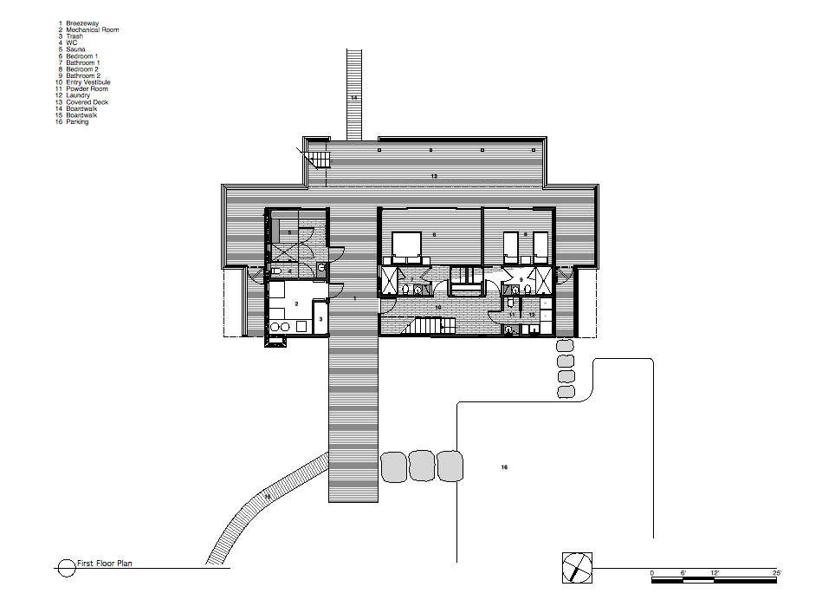 1 Breezeway
2 Mechanical Room
3 Trash
4 WC
5 Sauna
6 Bedroom 1
7 Bathroom 1
8 Bedroom 2
9 Bathroom 2
10 Entry Vestibule
11 Powder Room
12 Laundry
13 Covered Deck
14 Boardwalk
15 Boardwalk
16 Parking
14
13
5
6
8
4
7
9
2
1
10
3
11
16
First Floor Plan
0 6' 12' 25'